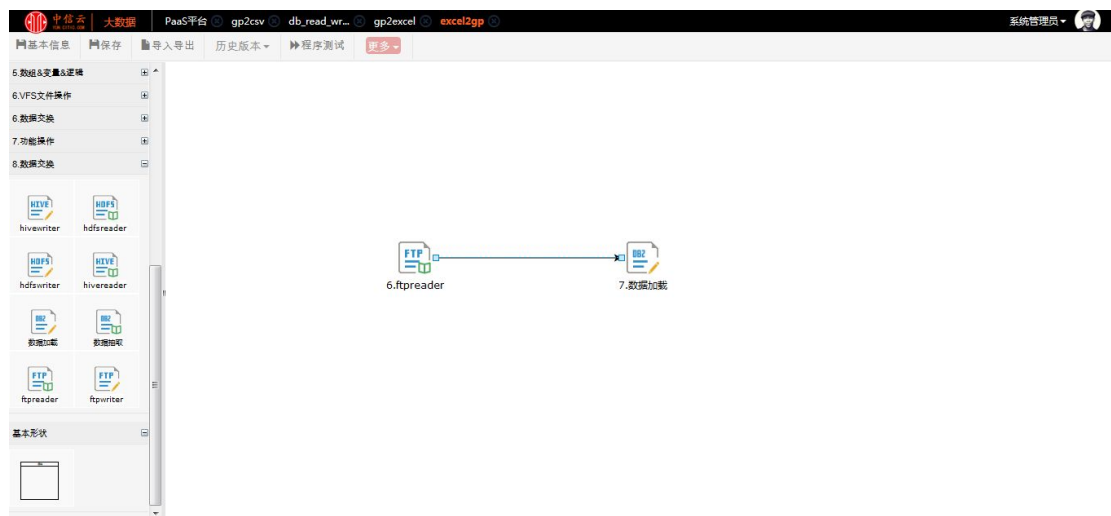 中信云 大数据 PaaS平台 gp2csv db_read_wr... gp2excel excel2gp 系统管理员
基本信息 保存 导入导出 历史版本 程序测试 更多
5.数组&变量&逻辑
6.VFS文件操作
6.数据交换
7.功能操作
8.数据交换
HIVE HDFS
hivewriter hdfsreader
HDFS HIVE
hdfswriter hivereader
DB2 DB2
数据加载 数据抽取
FTP FTP
ftpreader ftpwriter
基本形状
FTP DB2
6.ftpreader 7.数据加载